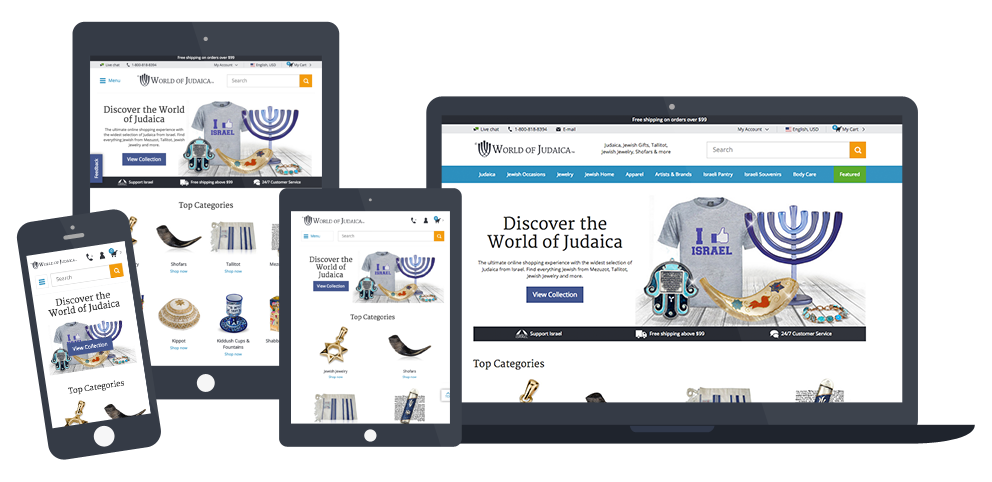 Free shipping on orders over $99
Live chat 1-800-818-8394 My Account English, USD My Cart
Menu WORLD OF JUDAICA Search
Discover the World
of Judaica
The ultimate online shopping experience with
the widest selection of Judaica from Israel. Find
everything Jewish from Mezuzot, Tallitot, Jewish
Jewelry and more.
View Collection
I
ISRAEL
Feedback
Support Israel Free shipping above $99 24/7 Customer Service
Top Categories
Shofars Tallitot
Shop now Shop now
Kippot Kiddush Cups &
Fountains
Shop now Shop now
Free shipping on orders over $99
Live chat 1-800-818-8394 E-mail My Account English, USD My Cart
WORLD OF JUDAICA
Judaica, Jewish Gifts, Tallitot,
Jewish Jewelry, Shofars & more
Search
Judaica Jewish Occasions Jewelry Jewish Home Apparel Artists & Brands Israeli Pantry Israeli Souvenirs Body Care Featured
Discover the
World of Judaica
The ultimate online shopping experience with the widest selection of
Judaica from Israel. Find everything Jewish from Mezuzot, Tallitot,
Jewish Jewelry and more.
View Collection
I
ISRAEL
Support Israel Free shipping above $99 24/7 Customer Service
Top Categories
WORLD OF JUDAICA
Menu Search
Discover the
World of Judaica
View Collection
I
ISRAEL
Top Categories
Jewish Jewelry Shofars
Shop now Shop now
WORLD OF JUDAICA
Search
Discover the
World of Judaica
View Collection
Top Categories